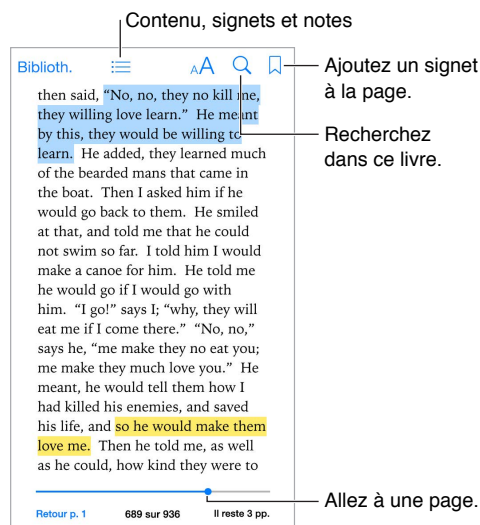 Contenu, signets et notes
Biblioth.
AA
Ajoutez un signet
à la page.
Recherchez
dans ce livre.
then said, “No, no, they no kill me,
they willing love learn.” He meant
by this, they would be willing to
learn. He added, they learned much
of the bearded mans that came in
the boat. Then I asked him if he
would go back to them. He smiled
at that, and told me that he could
not swim so far. I told him I would
make a canoe for him. He told me
he would go if I would go with
him. “I go!” says I; “why, they will
eat me if I come there.” “No, no,”
says he, “me make they no eat you;
me make they much love you.” He
meant, he would tell them how I
had killed his enemies, and saved
his life, and so he would make them
love me. Then he told me, as well
as he could, how kind they were to
Allez à une page.
Retour p. 1
689 sur 936
Il reste 3 pp.